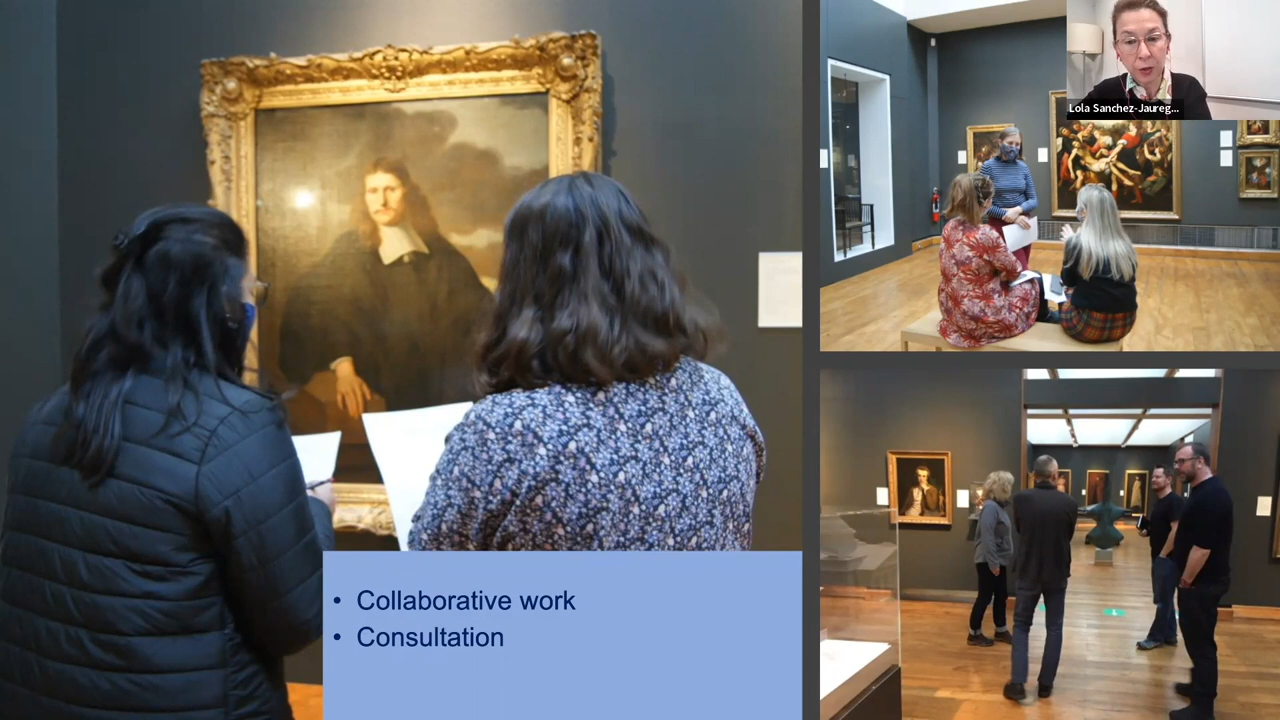 Lola Sanchez-Jaureg...
• Collaborative work
• Consultation